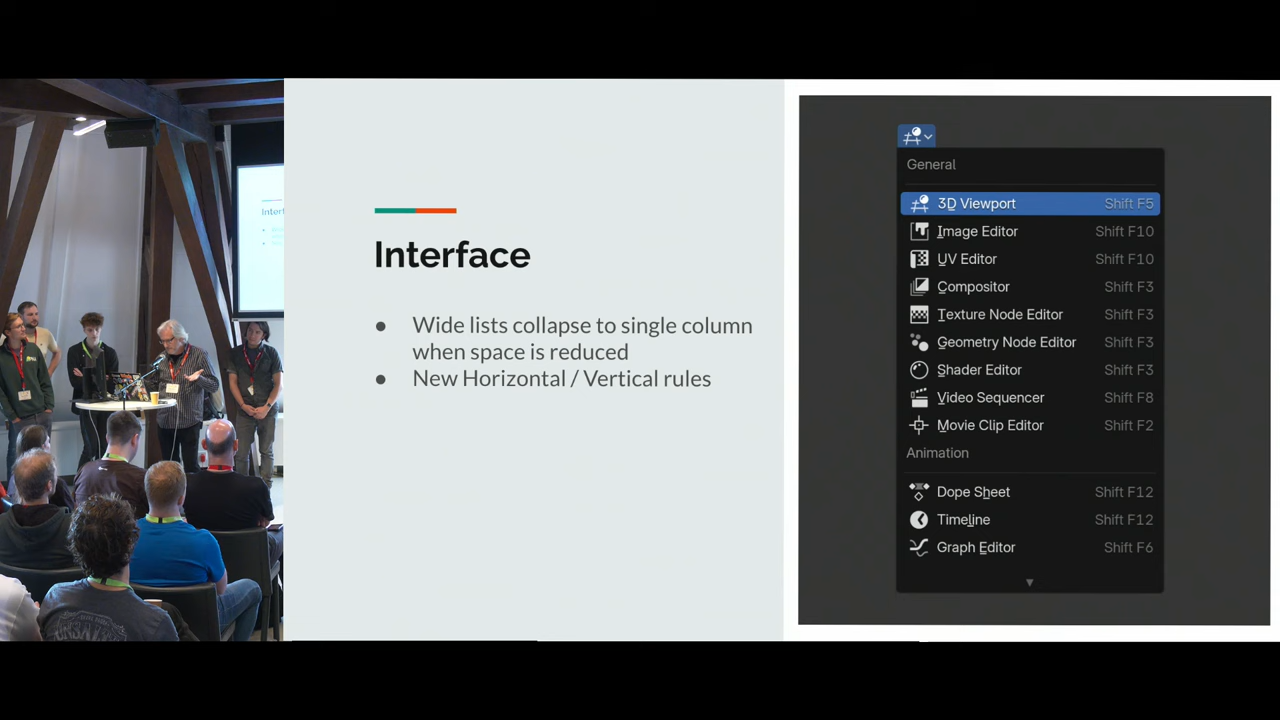 Interface
Wide lists collapse to single column
when space is reduced
New Horizontal / Vertical rules
General
3D Viewport Shift F5
Image Editor Shift F10
UV Editor Shift F10
Compositor Shift F3
Texture Node Editor Shift F3
Geometry Node Editor Shift F3
Shader Editor Shift F3
Video Sequencer Shift F8
Movie Clip Editor Shift F2
Animation
Dope Sheet Shift F12
Timeline Shift F12
Graph Editor Shift F6